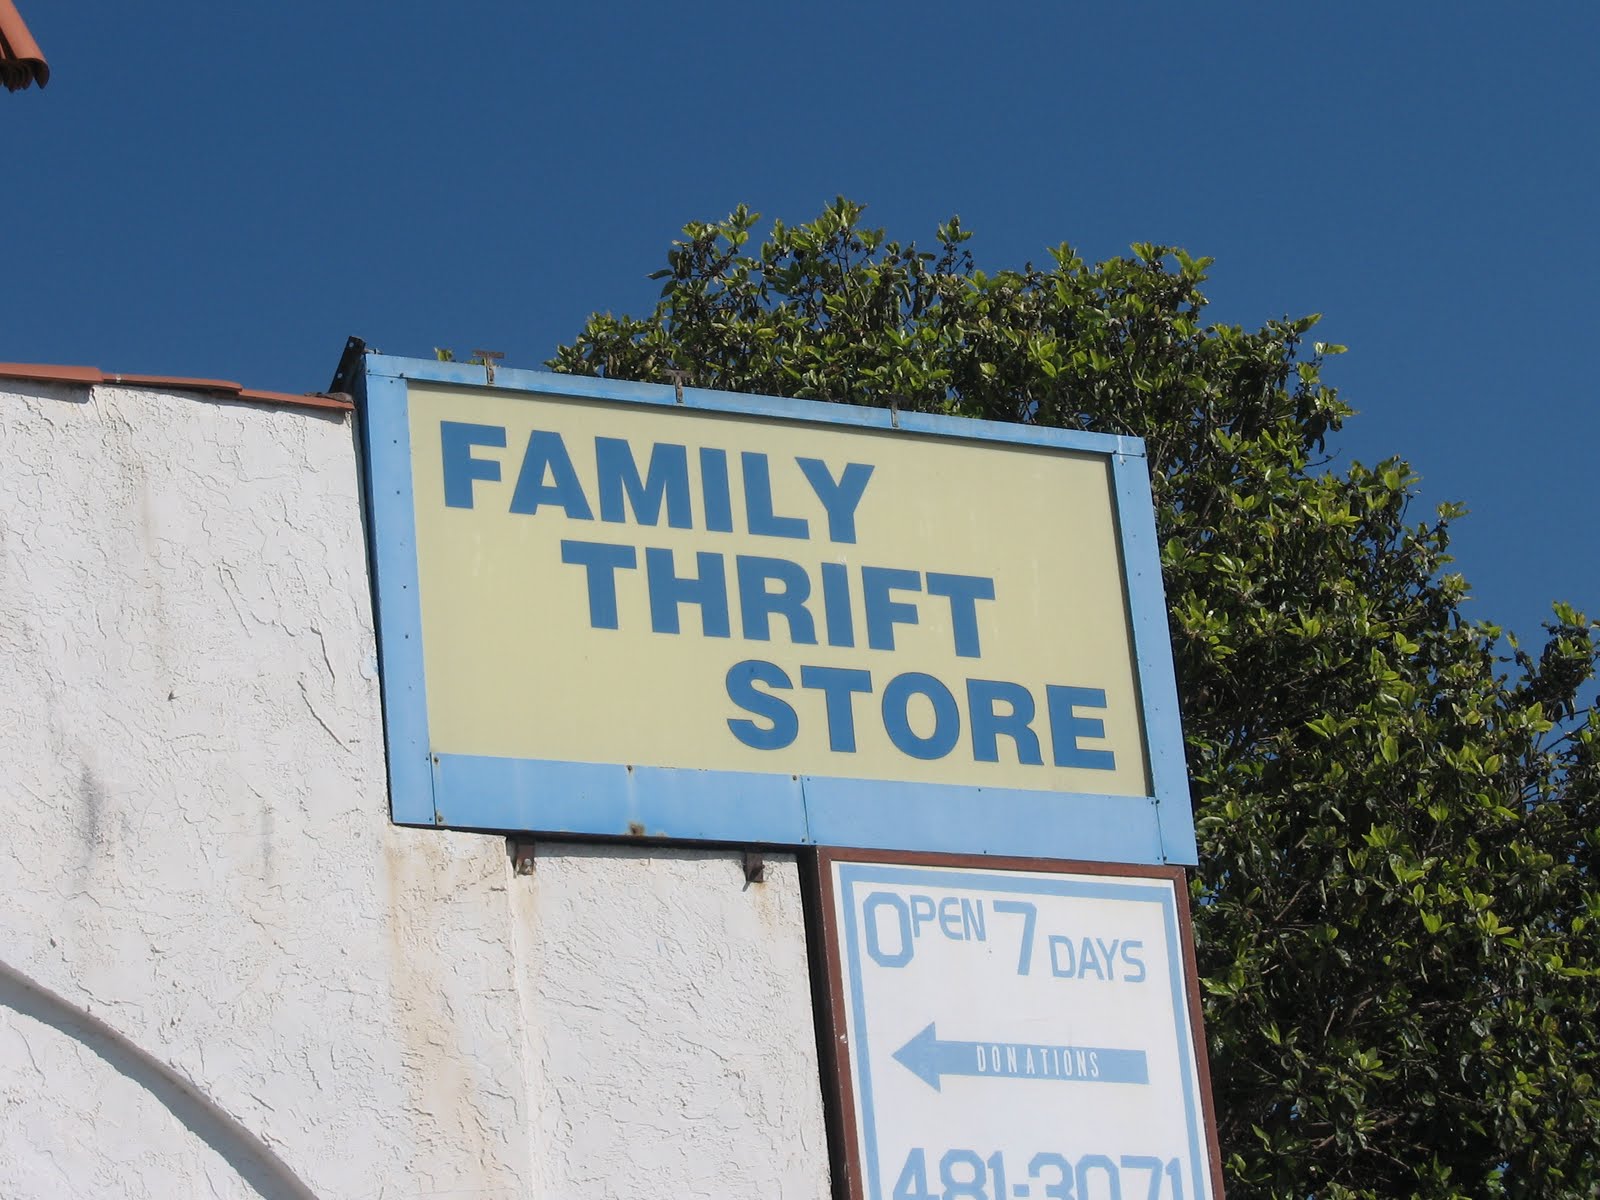 FAMILY
THRIFT
STORE
OPEN 7 DAYS
DONATIONS
481-3071